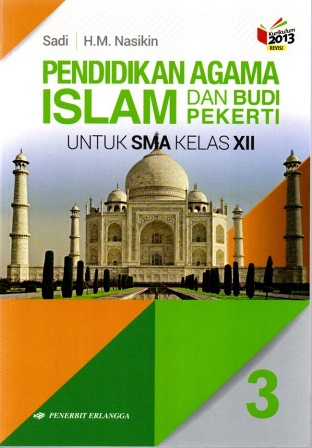 Sadi H.M. Nasikin
Kurikulum
2013
REVISI
PENDIDIKAN AGAMA
ISLAM DAN BUDI
PEKERTI
UNTUK SMA KELAS XII
3
PENERBIT ERLANGGA